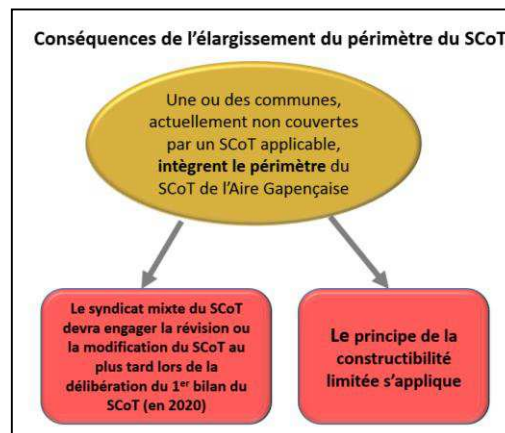 Conséquences de l'élargissement du périmètre du SCoT
Une ou des communes,
actuellement non couvertes
par un SCoT applicable,
intègrent le périmètre du
SCoT de l'Aire Gapençaise
Le syndicat mixte du SCoT
devra engager la révision ou
la modification du SCoT au
plus tard lors de la
délibération du 1er bilan du
SCoT (en 2020)
Le principe de la
constructibilité
limitée s'applique